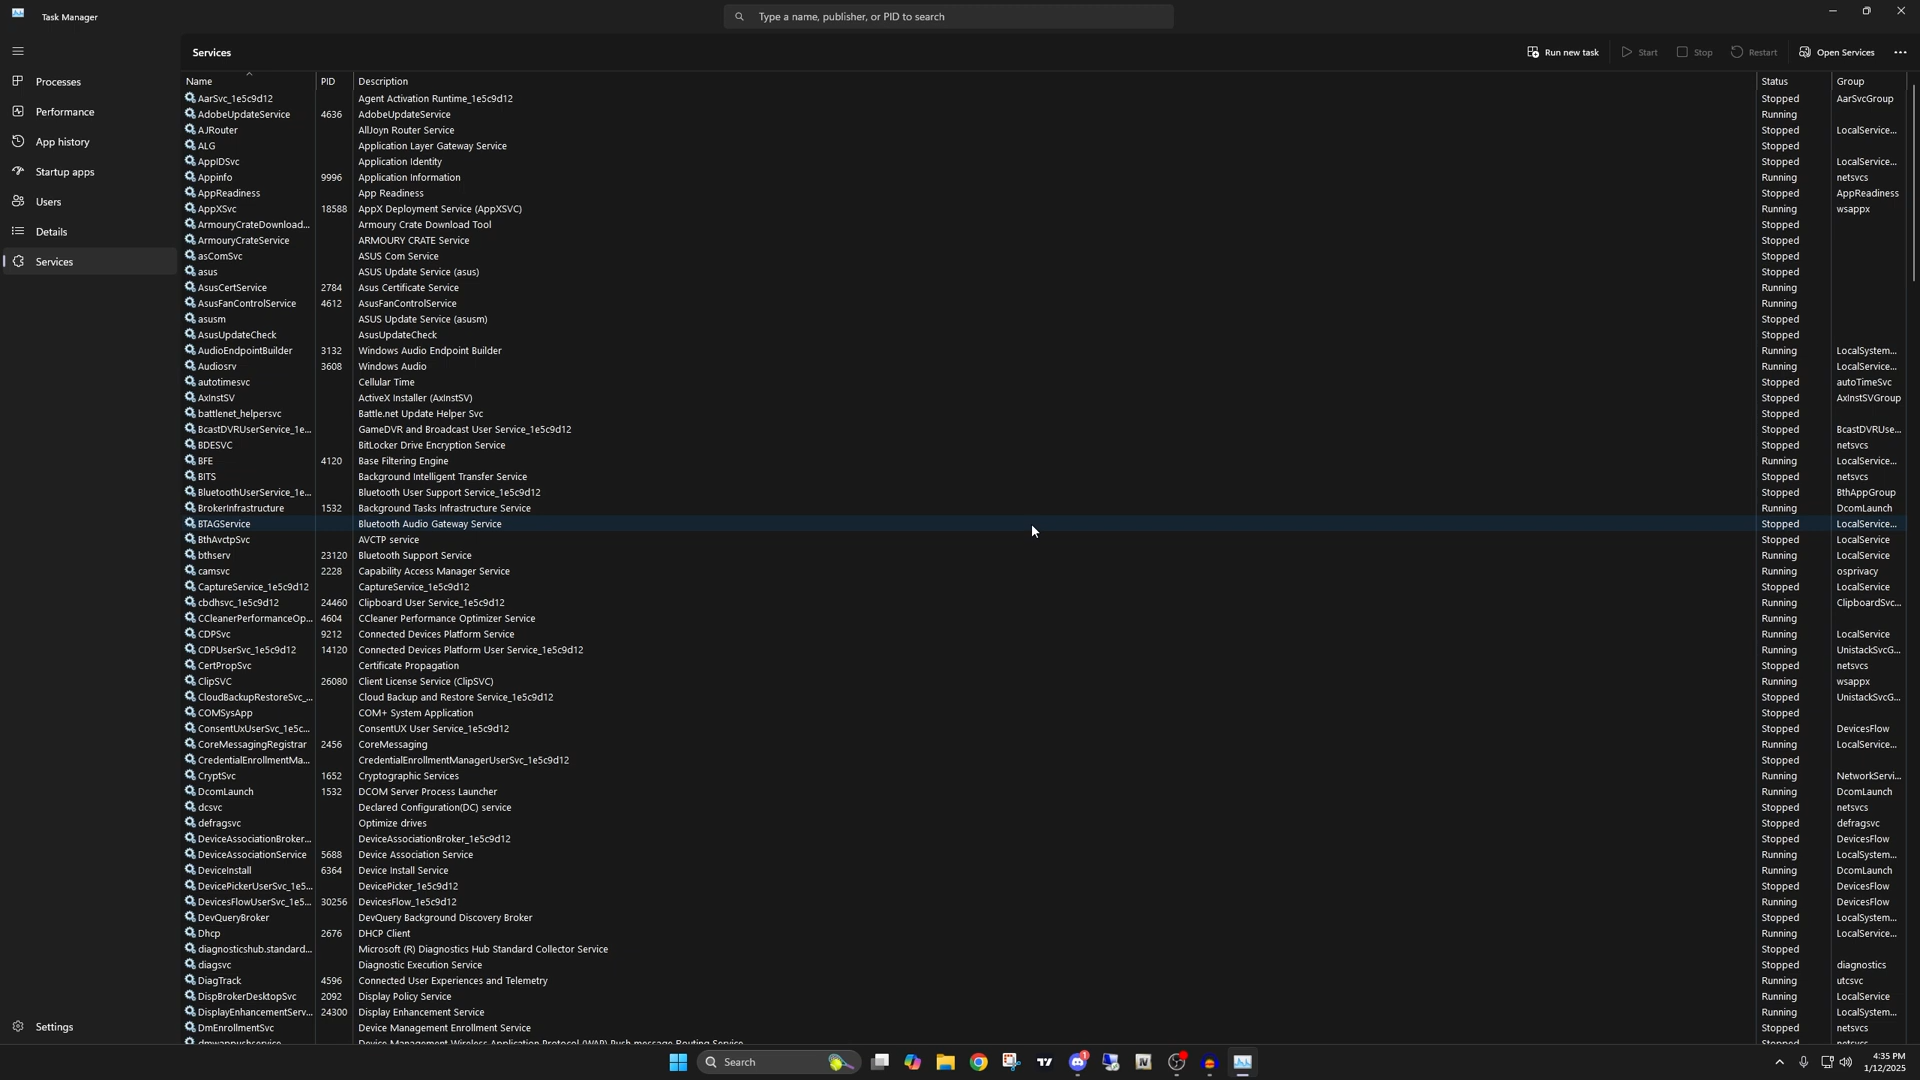 Task Manager
Type a name, publisher, or PID to search
Services
Run new task Start Stop Restart Open Services
Processes
Performance
App history
Startup apps
Users
Details
Services
Settings
Name PID Description Status Group
AarSvc_1e5c9d12 Agent Activation Runtime_1e5c9d12 Stopped AarSvcGroup
AdobeUpdateService 4636 AdobeUpdateService Running
AJRouter AllJoyn Router Service Stopped LocalService...
ALG Application Layer Gateway Service Stopped
AppIDSvc Application Identity Stopped LocalService...
Appinfo 9996 Application Information Running netsvcs
AppReadiness App Readiness Stopped AppReadiness
AppXSvc 18588 AppX Deployment Service (AppXSVC) Running wsappx
ArmouryCrateDownload... Armoury Crate Download Tool Stopped
ArmouryCrateService ARMOURY CRATE Service Stopped
asComSvc ASUS Com Service Stopped
asus ASUS Update Service (asus) Stopped
AsusCertService 2784 Asus Certificate Service Running
AsusFanControlService 4612 AsusFanControlService Running
asusm ASUS Update Service (asusm) Stopped
AsusUpdateCheck AsusUpdateCheck Stopped
AudioEndpointBuilder 3132 Windows Audio Endpoint Builder Running LocalSystem...
Audiosrv 3608 Windows Audio Running LocalService...
autotimesvc Cellular Time Stopped autoTimeSvc
AxInstSV ActiveX Installer (AxInstSV) Stopped AxInstSVGroup
battlenet_helpersvc Battle.net Update Helper Svc Stopped
BcastDVRUserService_1e... GameDVR and Broadcast User Service_1e5c9d12 Stopped BcastDVRUse...
BDESVC BitLocker Drive Encryption Service Stopped netsvcs
BFE 4120 Base Filtering Engine Running LocalService...
BITS Background Intelligent Transfer Service Stopped netsvcs
BluetoothUserService_1e... Bluetooth User Support Service_1e5c9d12 Stopped BthAppGroup
BrokerInfrastructure 1532 Background Tasks Infrastructure Service Running DcomLaunch
BTAGService Bluetooth Audio Gateway Service Stopped LocalService...
BthAvctpSvc AVCTP service Stopped LocalService
bthserv 23120 Bluetooth Support Service Running LocalService
camsvc 2228 Capability Access Manager Service Running osprivacy
CaptureService_1e5c9d12 CaptureService_1e5c9d12 Stopped LocalService
cbdhsvc_1e5c9d12 24460 Clipboard User Service_1e5c9d12 Running ClipboardSvc...
CCleanerPerformanceOp... 4604 CCleaner Performance Optimizer Service Running
CDPSvc 9212 Connected Devices Platform Service Running LocalService
CDPUserSvc_1e5c9d12 14120 Connected Devices Platform User Service_1e5c9d12 Running UnistackSvcG...
CertPropSvc Certificate Propagation Stopped netsvcs
ClipSVC 26080 Client License Service (ClipSVC) Running wsappx
CloudBackupRestoreSvc_... Cloud Backup and Restore Service_1e5c9d12 Stopped UnistackSvcG...
COMSysApp COM+ System Application Stopped
ConsentUxUserSvc_1e5c... ConsentUX User Service_1e5c9d12 Stopped DevicesFlow
CoreMessagingRegistrar 2456 CoreMessaging Running LocalService...
CredentialEnrollmentMa... CredentialEnrollmentManagerUserSvc_1e5c9d12 Stopped
CryptSvc 1652 Cryptographic Services Running NetworkServi...
DcomLaunch 1532 DCOM Server Process Launcher Running DcomLaunch
dcsvc Declared Configuration(DC) service Stopped netsvcs
defragsvc Optimize drives Stopped defragsvc
DeviceAssociationBroker... DeviceAssociationBroker_1e5c9d12 Stopped DevicesFlow
DeviceAssociationService 5688 Device Association Service Running LocalSystem...
DeviceInstall 6364 Device Install Service Running DcomLaunch
DevicePickerUserSvc_1e5... DevicePicker_1e5c9d12 Stopped DevicesFlow
DevicesFlowUserSvc_1e5... 30256 DevicesFlow_1e5c9d12 Running DevicesFlow
DevQueryBroker DevQuery Background Discovery Broker Stopped LocalSystem...
Dhcp 2676 DHCP Client Running LocalService...
diagnosticshub.standard... Microsoft (R) Diagnostics Hub Standard Collector Service Stopped
diagsvc Diagnostic Execution Service Stopped diagnostics
DiagTrack 4596 Connected User Experiences and Telemetry Running utcsvc
DispBrokerDesktopSvc 2092 Display Policy Service Running LocalService
DisplayEnhancementServ... 24300 Display Enhancement Service Running LocalSystem...
DmEnrollmentSvc Device Management Enrollment Service Stopped netsvcs
dmwappushservice Device Management Wireless Application Protocol (WAP) Push message Routing Service Stopped netsvcs
Search
1
4:35 PM
1/12/2025